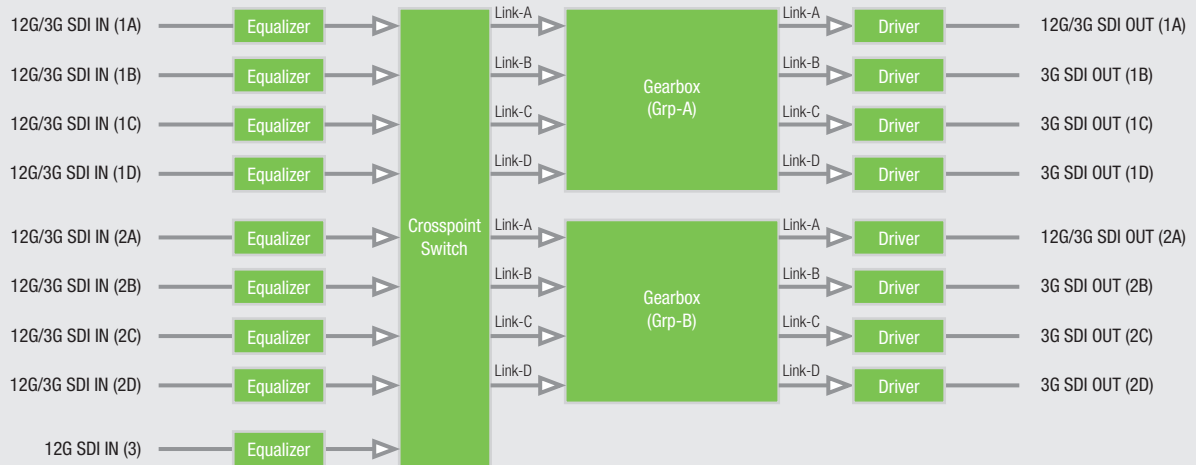 12G/3G SDI IN (1A) Equalizer Link-A Link-A Driver 12G/3G SDI OUT (1A)
12G/3G SDI IN (1B) Equalizer Link-B Link-B Driver 3G SDI OUT (1B)
Gearbox
(Grp-A)
12G/3G SDI IN (1C) Equalizer Link-C Link-C Driver 3G SDI OUT (1C)
12G/3G SDI IN (1D) Equalizer Link-D Link-D Driver 3G SDI OUT (1D)
Crosspoint
Switch
12G/3G SDI IN (2A) Equalizer Link-A Link-A Driver 12G/3G SDI OUT (2A)
12G/3G SDI IN (2B) Equalizer Link-B Link-B Driver 3G SDI OUT (2B)
Gearbox
(Grp-B)
12G/3G SDI IN (2C) Equalizer Link-C Link-C Driver 3G SDI OUT (2C)
12G/3G SDI IN (2D) Equalizer Link-D Link-D Driver 3G SDI OUT (2D)
12G SDI IN (3) Equalizer